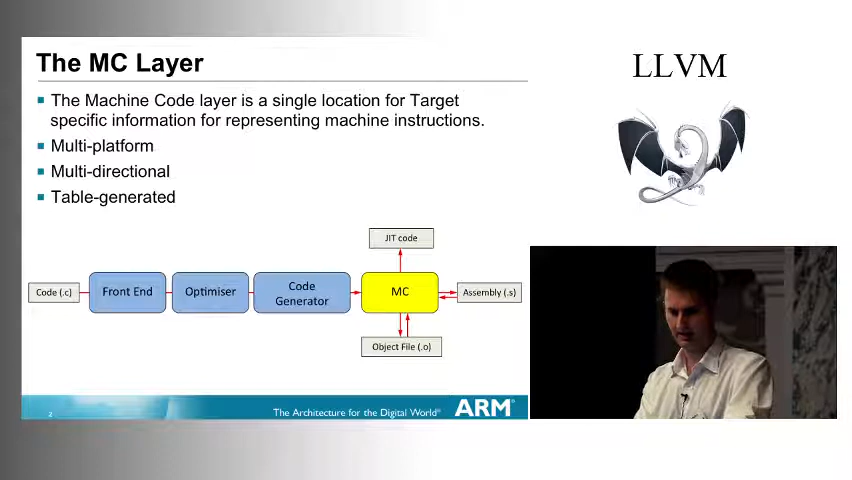 The MC Layer
The Machine Code layer is a single location for Target
specific information for representing machine instructions.
Multi-platform
Multi-directional
Table-generated
JIT code
Code (.c)
Front End
Optimiser
Code
Generator
MC
Assembly (.s)
Object File (.o)
2
The Architecture for the Digital World®
ARM®
LLVM